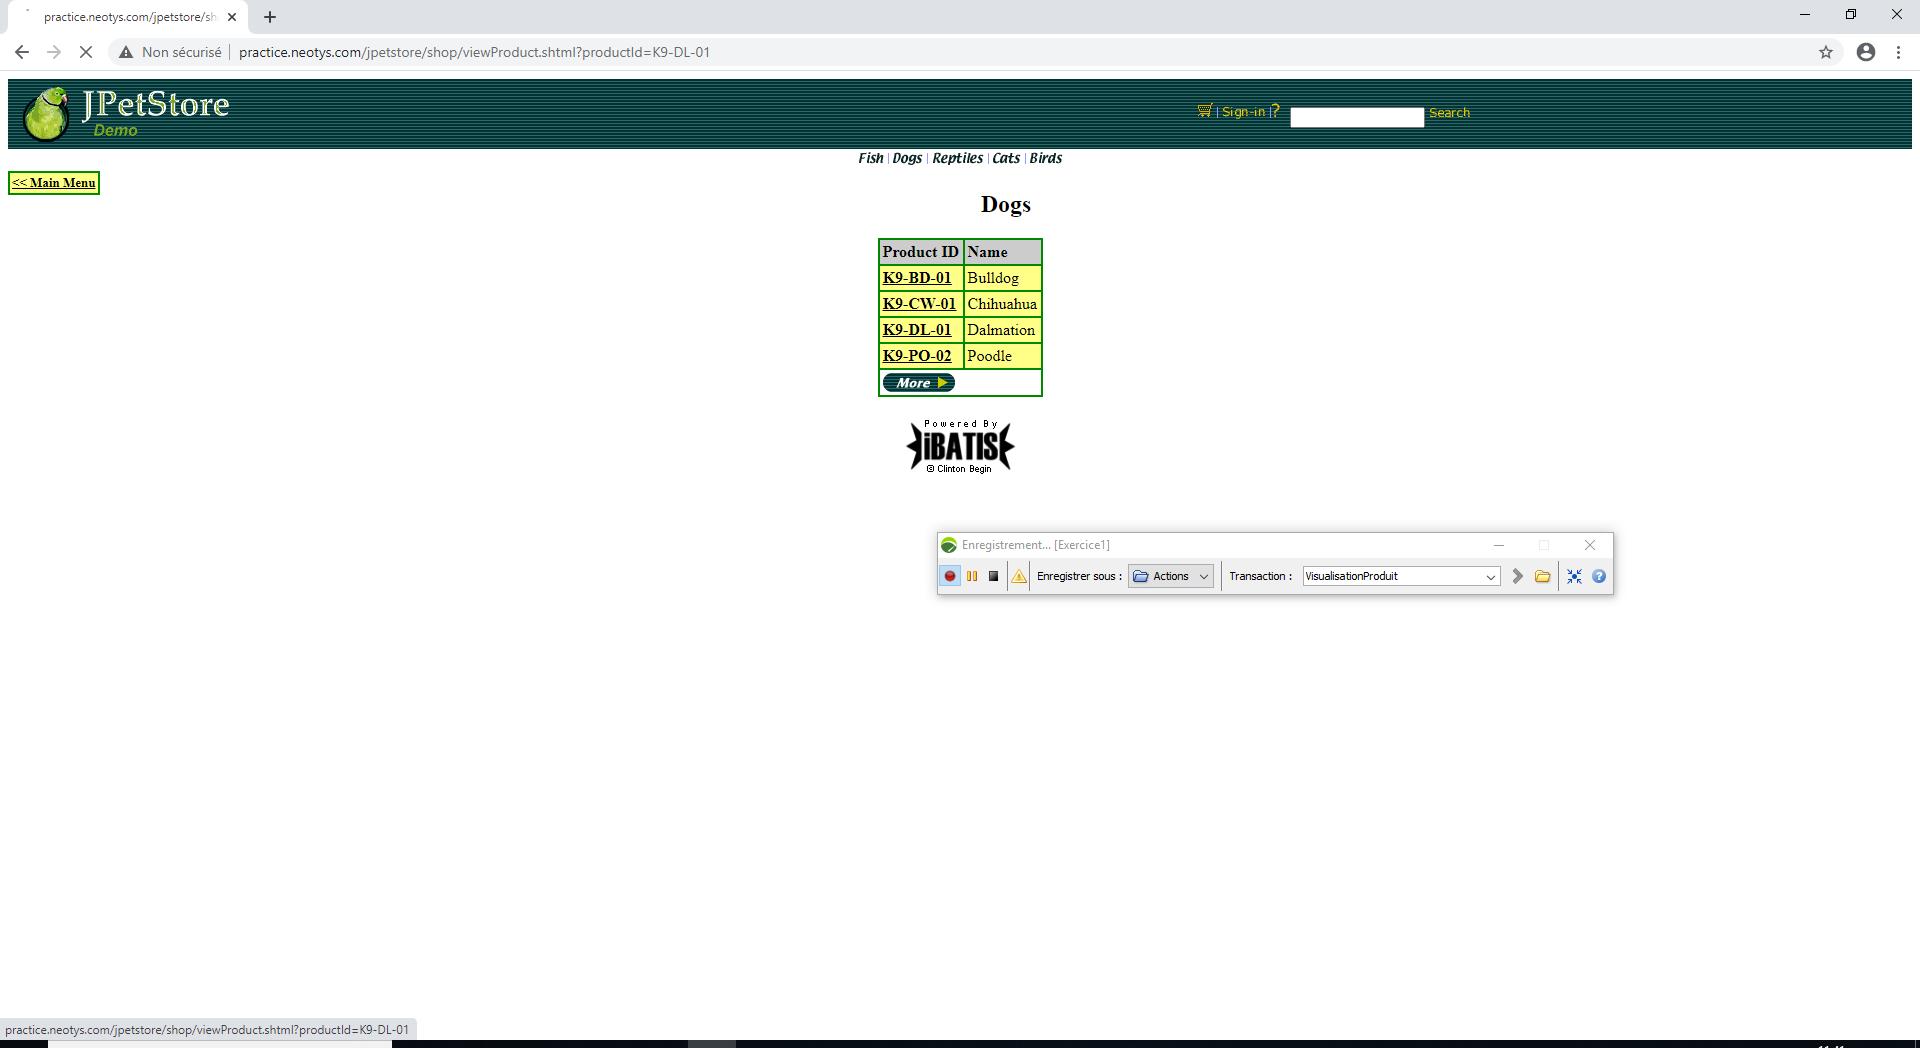 practice.neotys.com/jpetstore/sh
Non sécurisé
practice.neotys.com/jpetstore/shop/viewProduct.shtml?productId=K9-DL-01
JPetStore
Demo
| Sign-in |? Search
Fish | Dogs | Reptiles | Cats | Birds
<< Main Menu
Dogs
Product ID Name
K9-BD-01 Bulldog
K9-CW-01 Chihuahua
K9-DL-01 Dalmation
K9-PO-02 Poodle
More
Powered By
iBATIS
© Clinton Begin
Enregistrement... [Exercice1]
Enregistrer sous : Actions Transaction : VisualisationProduit
practice.neotys.com/jpetstore/shop/viewProduct.shtml?productId=K9-DL-01